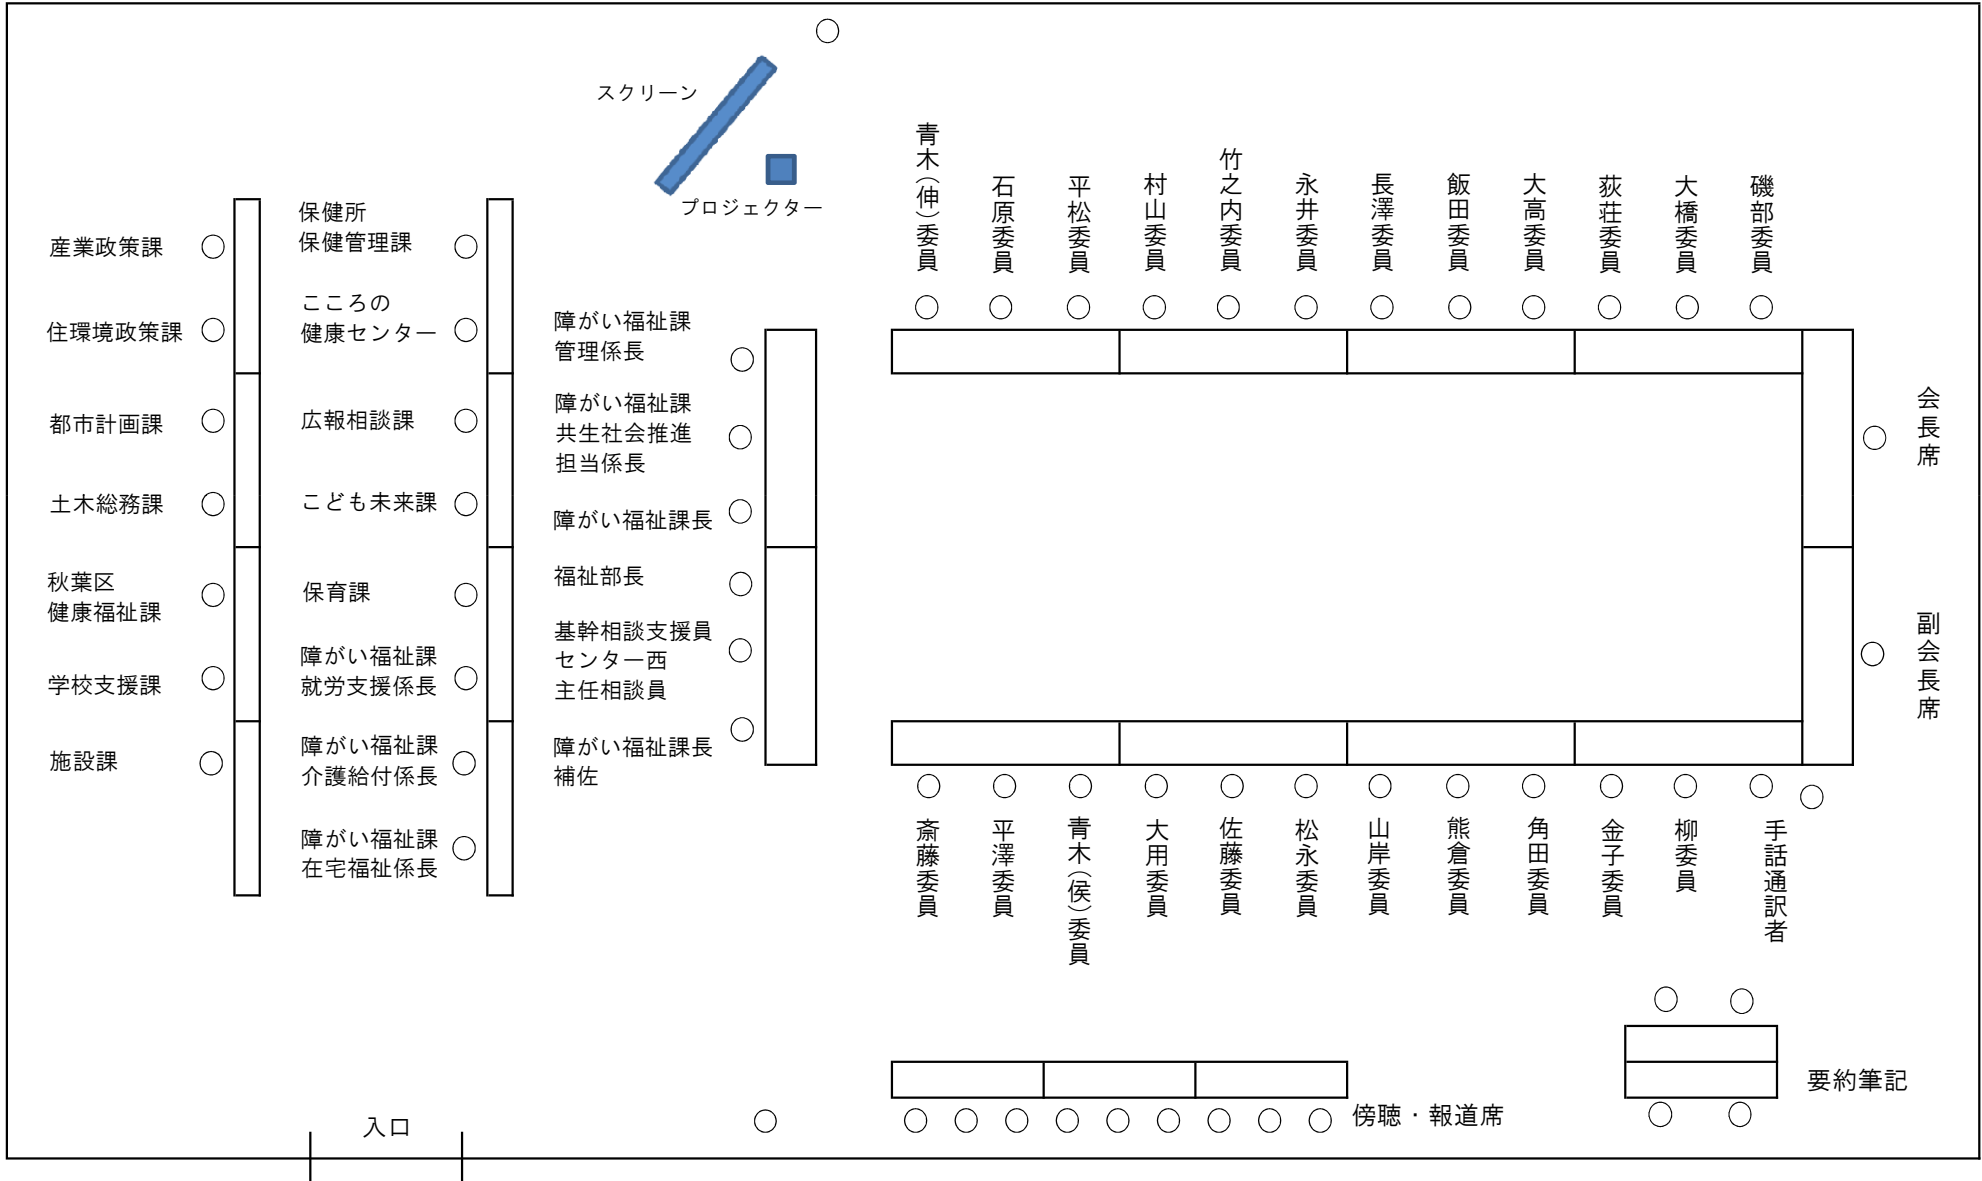 スクリーン
プロジェクター
青木(伸)委員
石原委員
平松委員
村山委員
竹之内委員
永井委員
長澤委員
飯田委員
大高委員
荻荘委員
大橋委員
磯部委員
会長席
副会長席
産業政策課
住環境政策課
都市計画課
土木総務課
秋葉区
健康福祉課
学校支援課
施設課
保健所
保健管理課
こころの
健康センター
広報相談課
こども未来課
保育課
障がい福祉課
就労支援係長
障がい福祉課
介護給付係長
障がい福祉課
在宅福祉係長
障がい福祉課
管理係長
障がい福祉課
共生社会推進
担当係長
障がい福祉課長
福祉部長
基幹相談支援員
センター西
主任相談員
障がい福祉課長
補佐
斎藤委員
平澤委員
青木(侯)委員
大用委員
佐藤委員
松永委員
山岸委員
熊倉委員
角田委員
金子委員
柳委員
手話通訳者
要約筆記
傍聴・報道席
入口